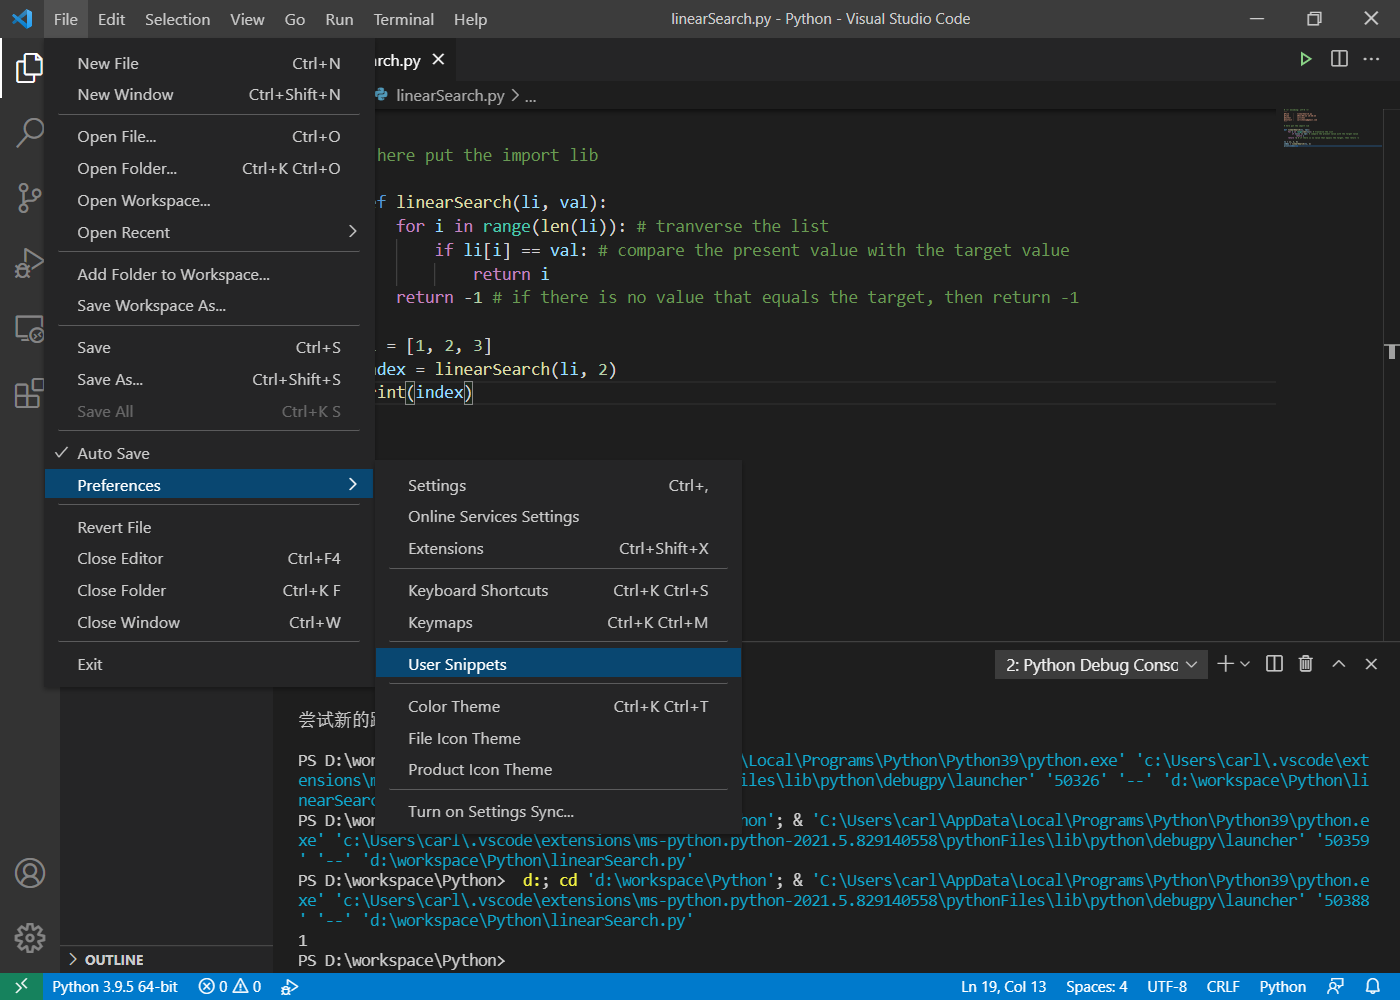 File Edit Selection View Go Run Terminal Help linearSearch.py - Python - Visual Studio Code
New File Ctrl+N
New Window Ctrl+Shift+N
Open File... Ctrl+O
Open Folder... Ctrl+K Ctrl+O
Open Workspace...
Open Recent
Add Folder to Workspace...
Save Workspace As...
Save Ctrl+S
Save As... Ctrl+Shift+S
Save All Ctrl+K S
Auto Save
Preferences
Revert File
Close Editor Ctrl+F4
Close Folder Ctrl+K F
Close Window Ctrl+W
Exit
Settings Ctrl+,
Online Services Settings
Extensions Ctrl+Shift+X
Keyboard Shortcuts Ctrl+K Ctrl+S
Keymaps Ctrl+K Ctrl+M
User Snippets
Color Theme Ctrl+K Ctrl+T
File Icon Theme
Product Icon Theme
Turn on Settings Sync...
rch.py
linearSearch.py > ...
here put the import lib
ef linearSearch(li, val):
for i in range(len(li)): # tranverse the list
if li[i] == val: # compare the present value with the target value
return i
return -1 # if there is no value that equals the target, then return -1
= [1, 2, 3]
ndex = linearSearch(li, 2)
rint(index)
2: Python Debug Consc
尝试新的
PS D:\wor \Local\Programs\Python\Python39\python.exe' 'c:\Users\carl\.vscode\ext
ensions\m iles\lib\python\debugpy\launcher' '50326' '--' 'd:\workspace\Python\li
nearSearc
PS D:\wor hon'; & 'C:\Users\carl\AppData\Local\Programs\Python\Python39\python.e
xe' 'c:\Users\carl\.vscode\extensions\ms-python.python-2021.5.829140558\pythonFiles\lib\python\debugpy\launcher' '50359
' '--' 'd:\workspace\Python\linearSearch.py'
PS D:\workspace\Python> d:; cd 'd:\workspace\Python'; & 'C:\Users\carl\AppData\Local\Programs\Python\Python39\python.e
xe' 'c:\Users\carl\.vscode\extensions\ms-python.python-2021.5.829140558\pythonFiles\lib\python\debugpy\launcher' '50388
' '--' 'd:\workspace\Python\linearSearch.py'
1
PS D:\workspace\Python>
OUTLINE
Python 3.9.5 64-bit 0 0 Ln 19, Col 13 Spaces: 4 UTF-8 CRLF Python